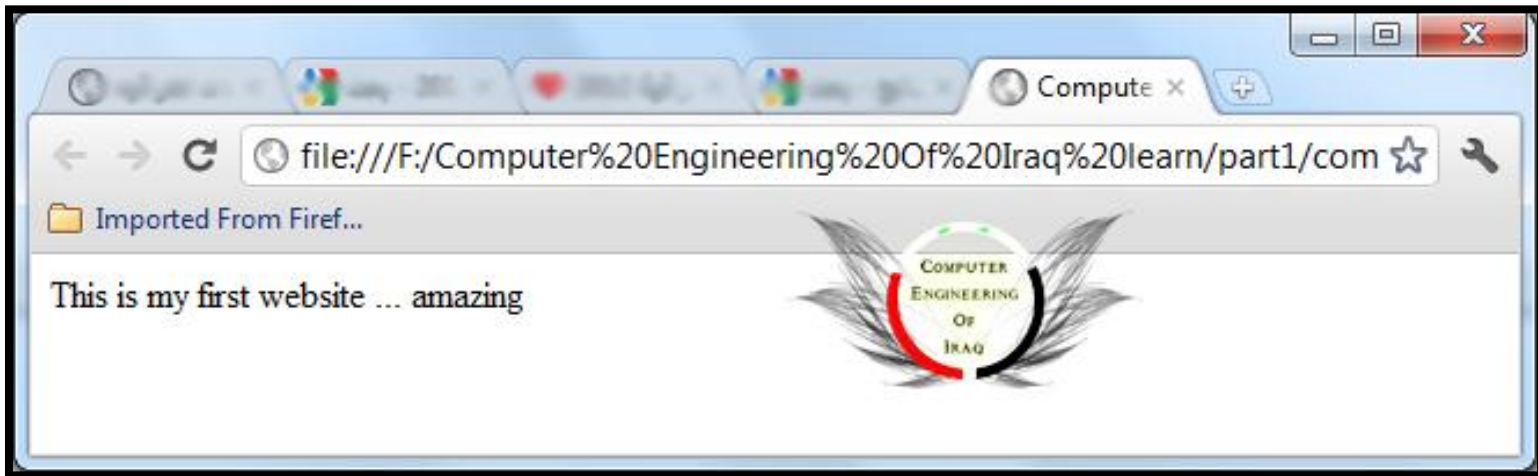 Compute
file:///F:/Computer%20Engineering%20Of%20Iraq%20learn/part1/com
Imported From Firef...
This is my first website ... amazing
COMPUTER
ENGINEERING
OF
IRAQ